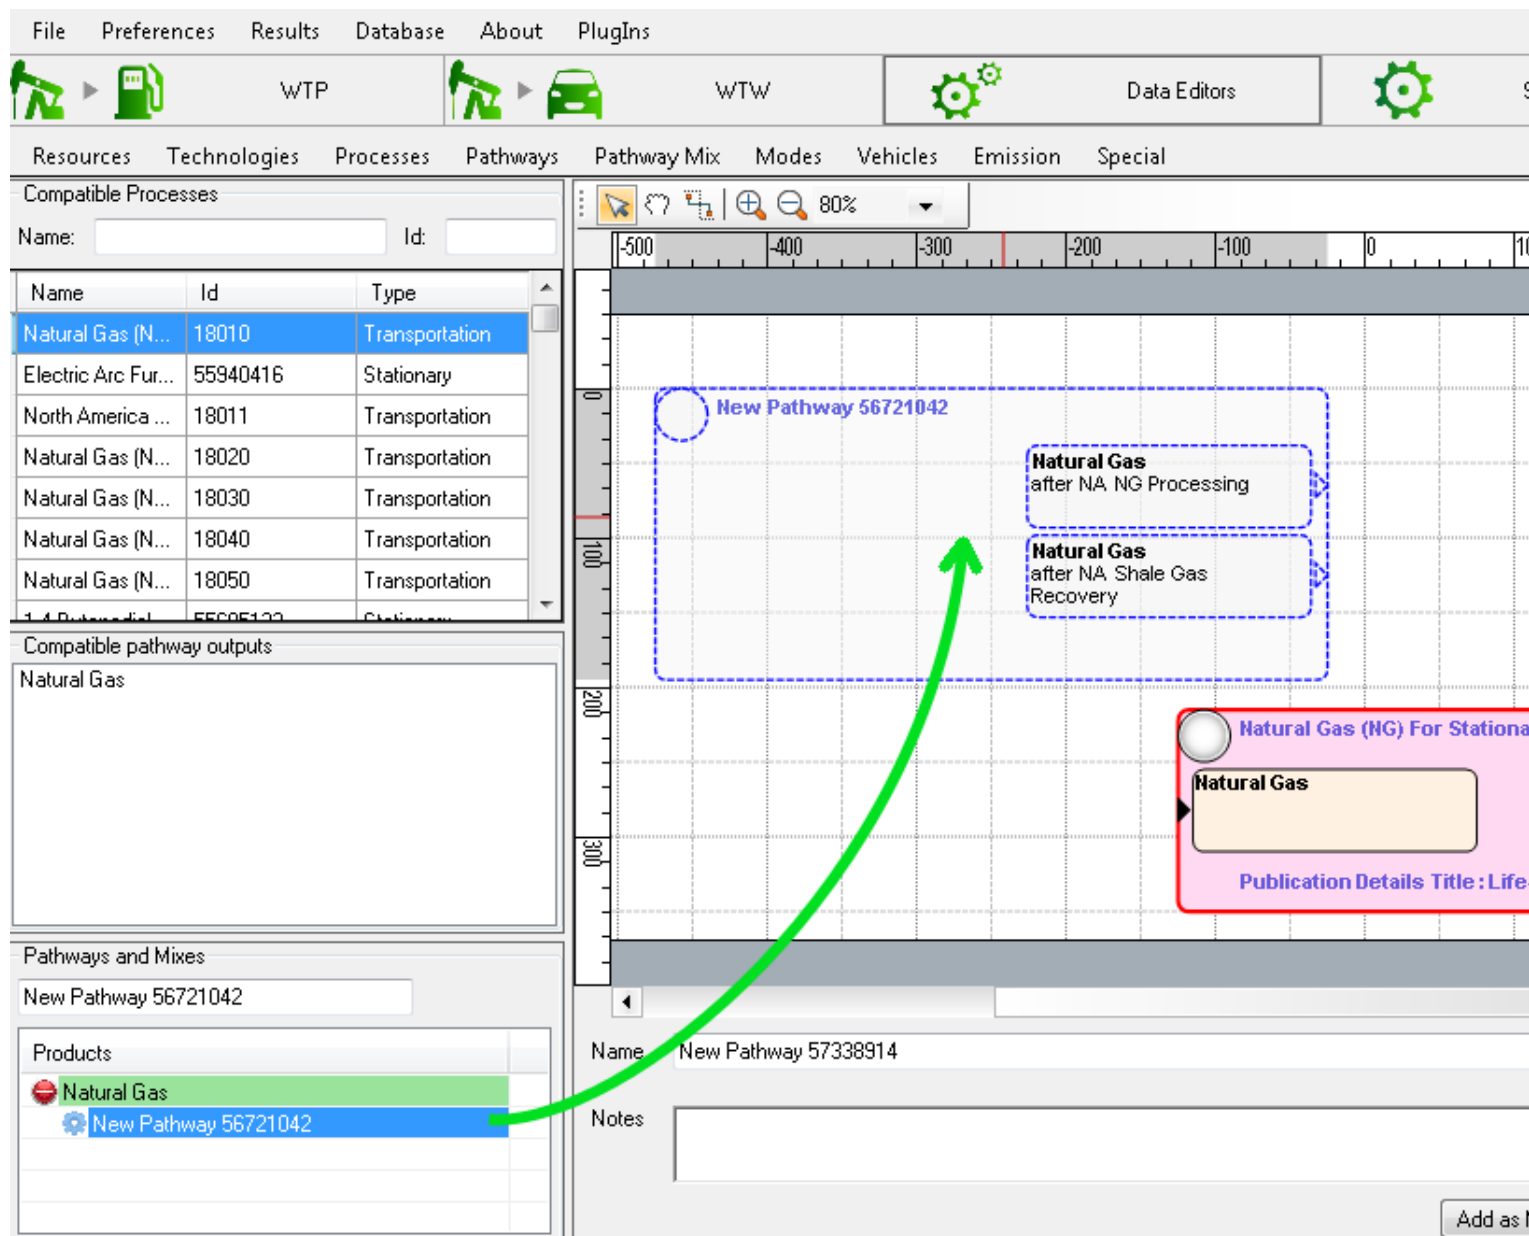 File Preferences Results Database About PlugIns
WTP WTW Data Editors
Resources Technologies Processes Pathways Pathway Mix Modes Vehicles Emission Special
Compatible Processes
Name: Id:
80%
-500 -400 -300 -200 -100 0
Name Id Type
Natural Gas (N... 18010 Transportation
Electric Arc Fur... 55940416 Stationary
North America ... 18011 Transportation
Natural Gas (N... 18020 Transportation
Natural Gas (N... 18030 Transportation
Natural Gas (N... 18040 Transportation
Natural Gas (N... 18050 Transportation
Compatible pathway outputs
Natural Gas
Pathways and Mixes
New Pathway 56721042
Products
Natural Gas
New Pathway 56721042
0
100
200
300
New Pathway 56721042
Natural Gas
after NA NG Processing
Natural Gas
after NA Shale Gas
Recovery
Natural Gas (NG) For Stationa
Natural Gas
Publication Details Title : Life
Name New Pathway 57338914
Notes
Add as